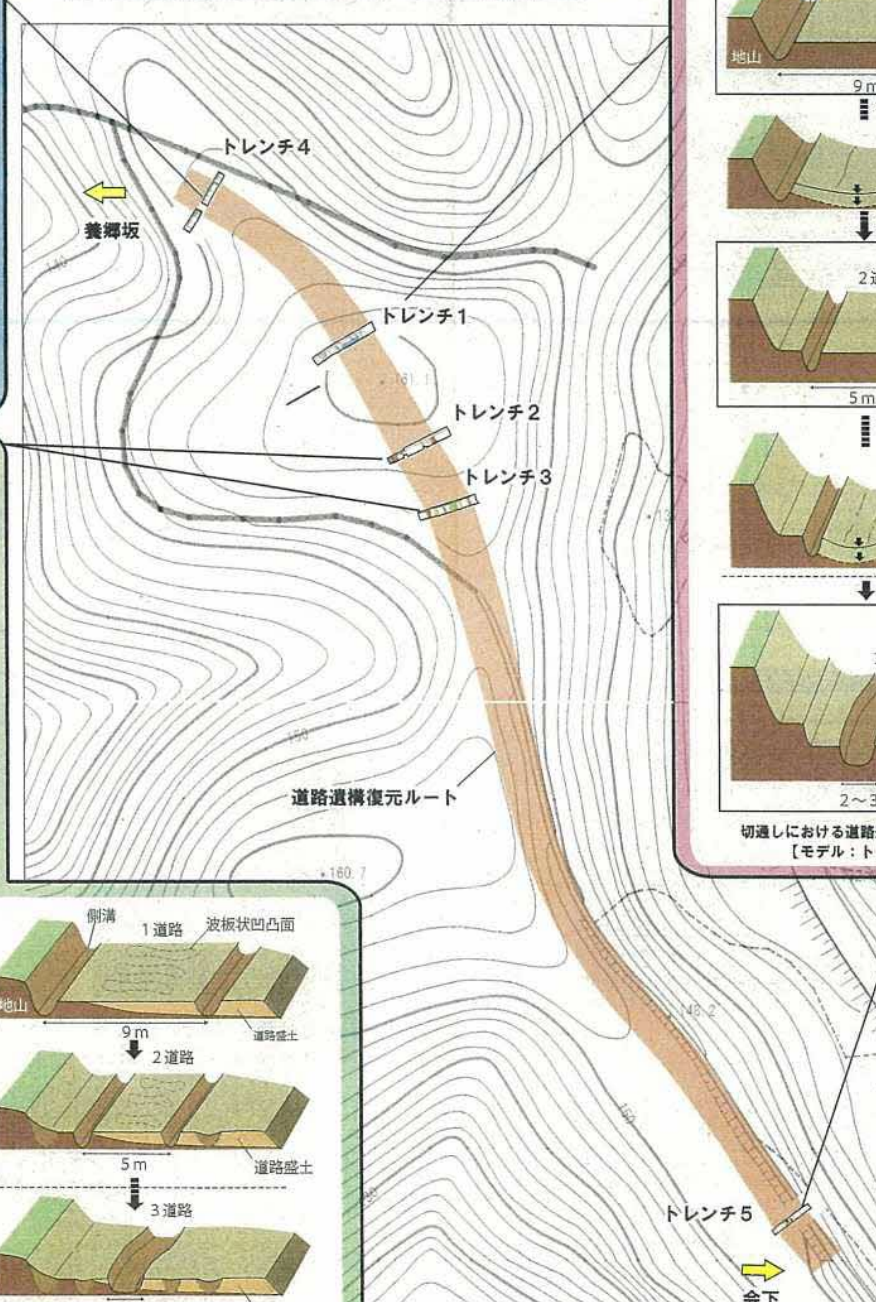 トレンチ4
養郷坂
140
トレンチ1
161.1
トレンチ2
トレンチ3
150
道路遺構復元ルート
160.7
148.2
トレンチ5
地山
9m
5m
2～3
切通しにおける道路
【モデル：ト
側溝
1道路
波板状凹凸面
地山
9m
道路盛土
2道路
5m
道路盛土
3道路